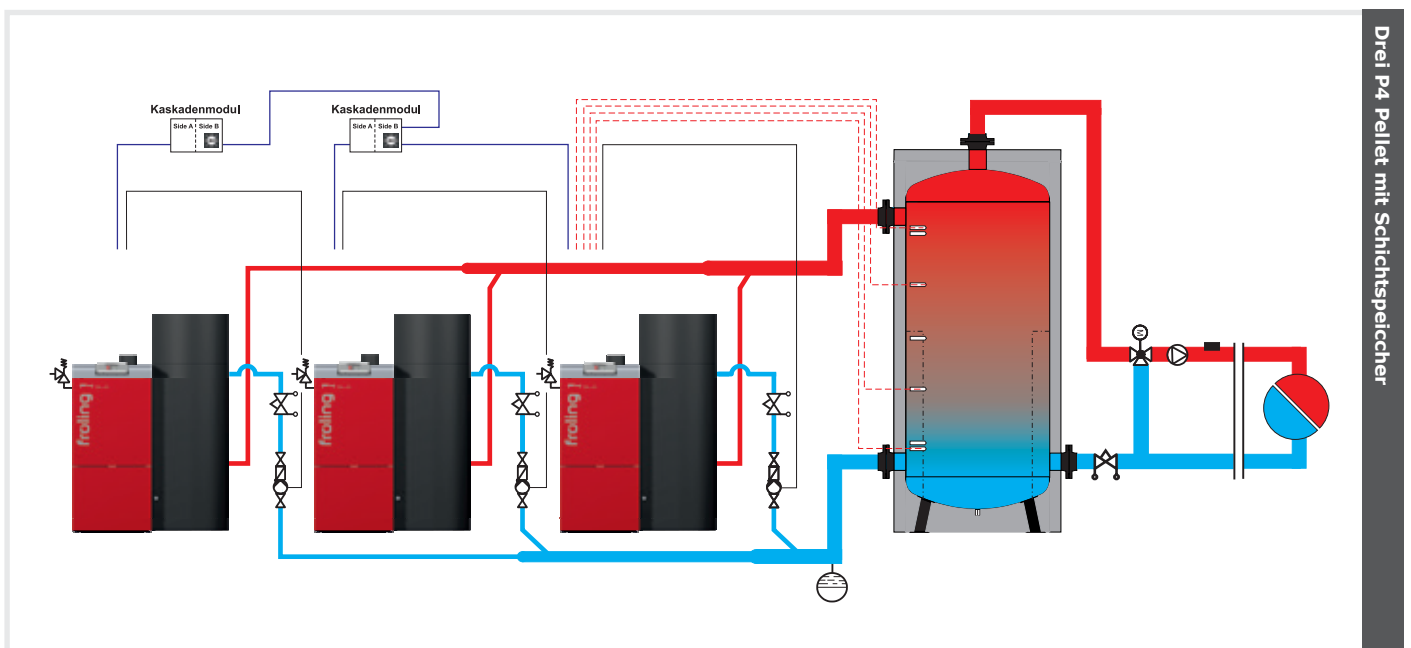 Kaskadenmodul
Side A Side B
Kaskadenmodul
Side A Side B
M
froling
froling
froling
Drei P4 Pellet mit Schichtspeiccher